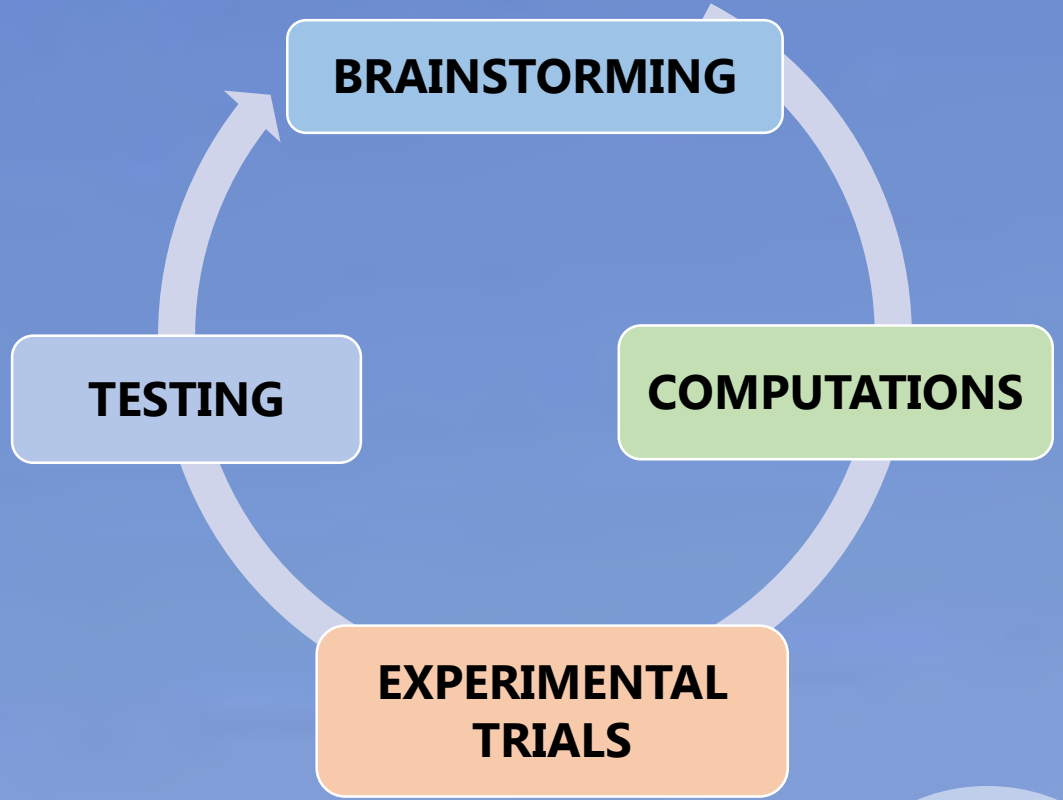 BRAINSTORMING
COMPUTATIONS
EXPERIMENTAL
TRIALS
TESTING